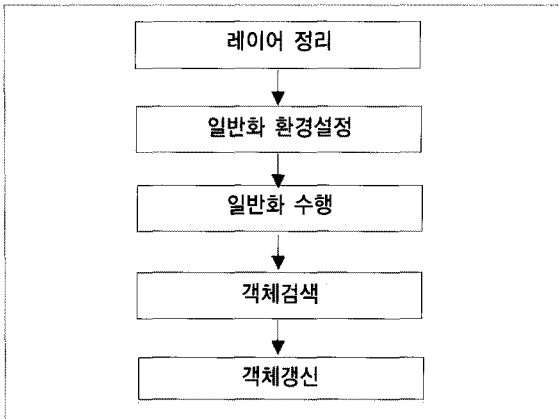 레이어 정리
일반화 환경설정
일반화 수행
객체검색
객체갱신